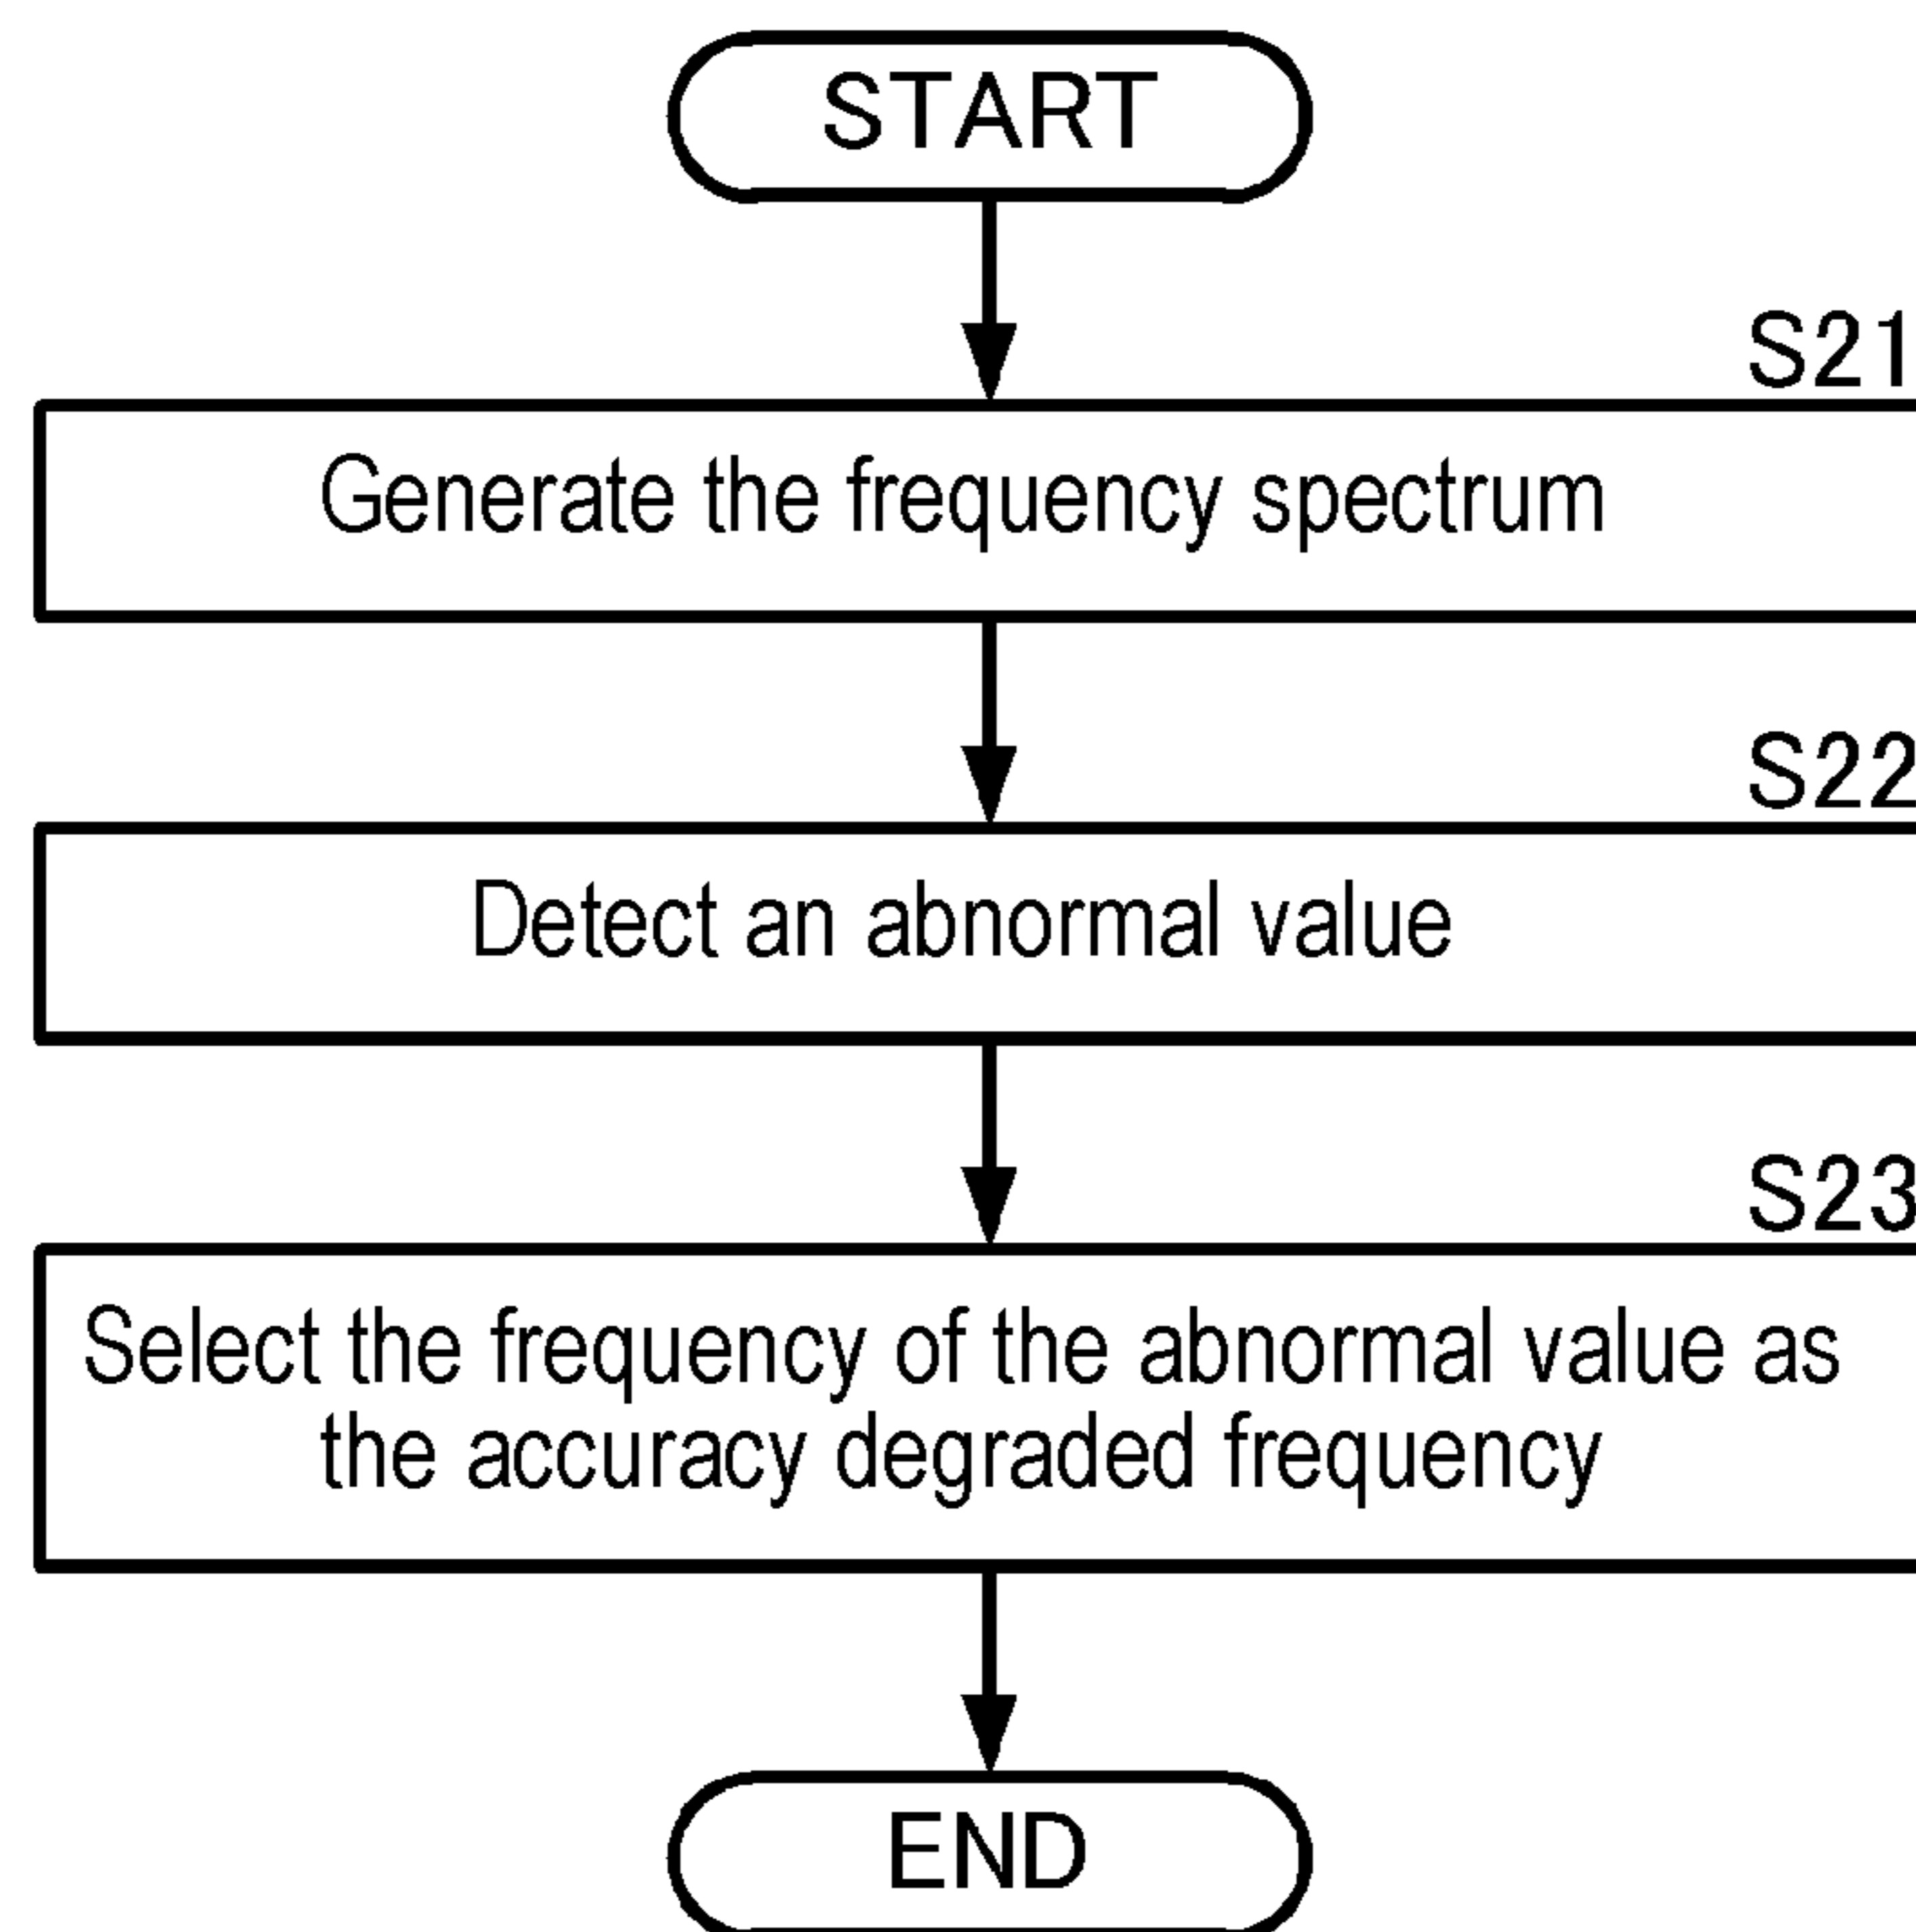 START
S21
Generate the frequency spectrum
S22
Detect an abnormal value
S23
Select the frequency of the abnormal value as
the accuracy degraded frequency
END